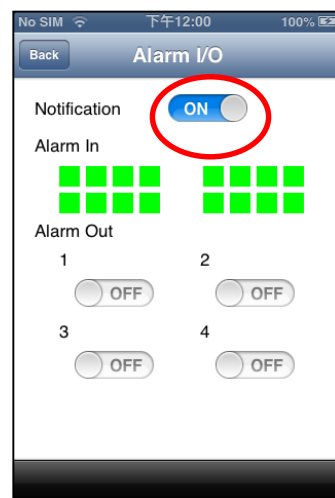 No SIM 下午12:00 100%
Back Alarm I/O
Notification ON
Alarm In
Alarm Out
1 2
OFF OFF
3 4
OFF OFF